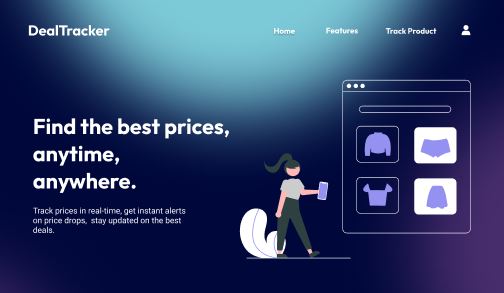 DealTracker
Home
Features
Track Product
Find the best prices,
anytime,
anywhere.
Track prices in real-time, get instant alerts
on price drops, stay updated on the best
deals.